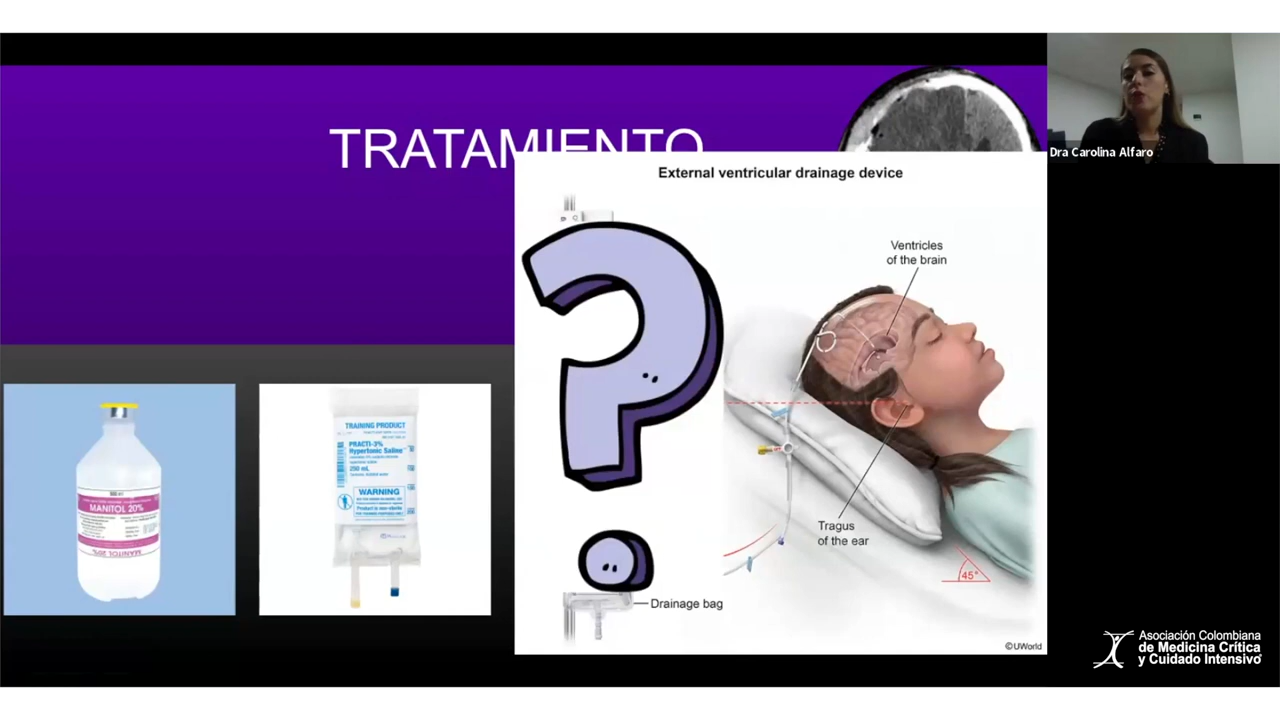 TRATAMIENTO
External ventricular drainage device
Ventricles
of the brain
Tragus
of the ear
45°
Drainage bag
©UWorld
MANITOL 20%
MANITOL 20%
TRAINING PRODUCT
PRACTI-3%
Hypertonic Saline
250 mL
WARNING
Dra Carolina Alfaro
Asociación Colombiana
de Medicina Crítica
y Cuidado Intensivo